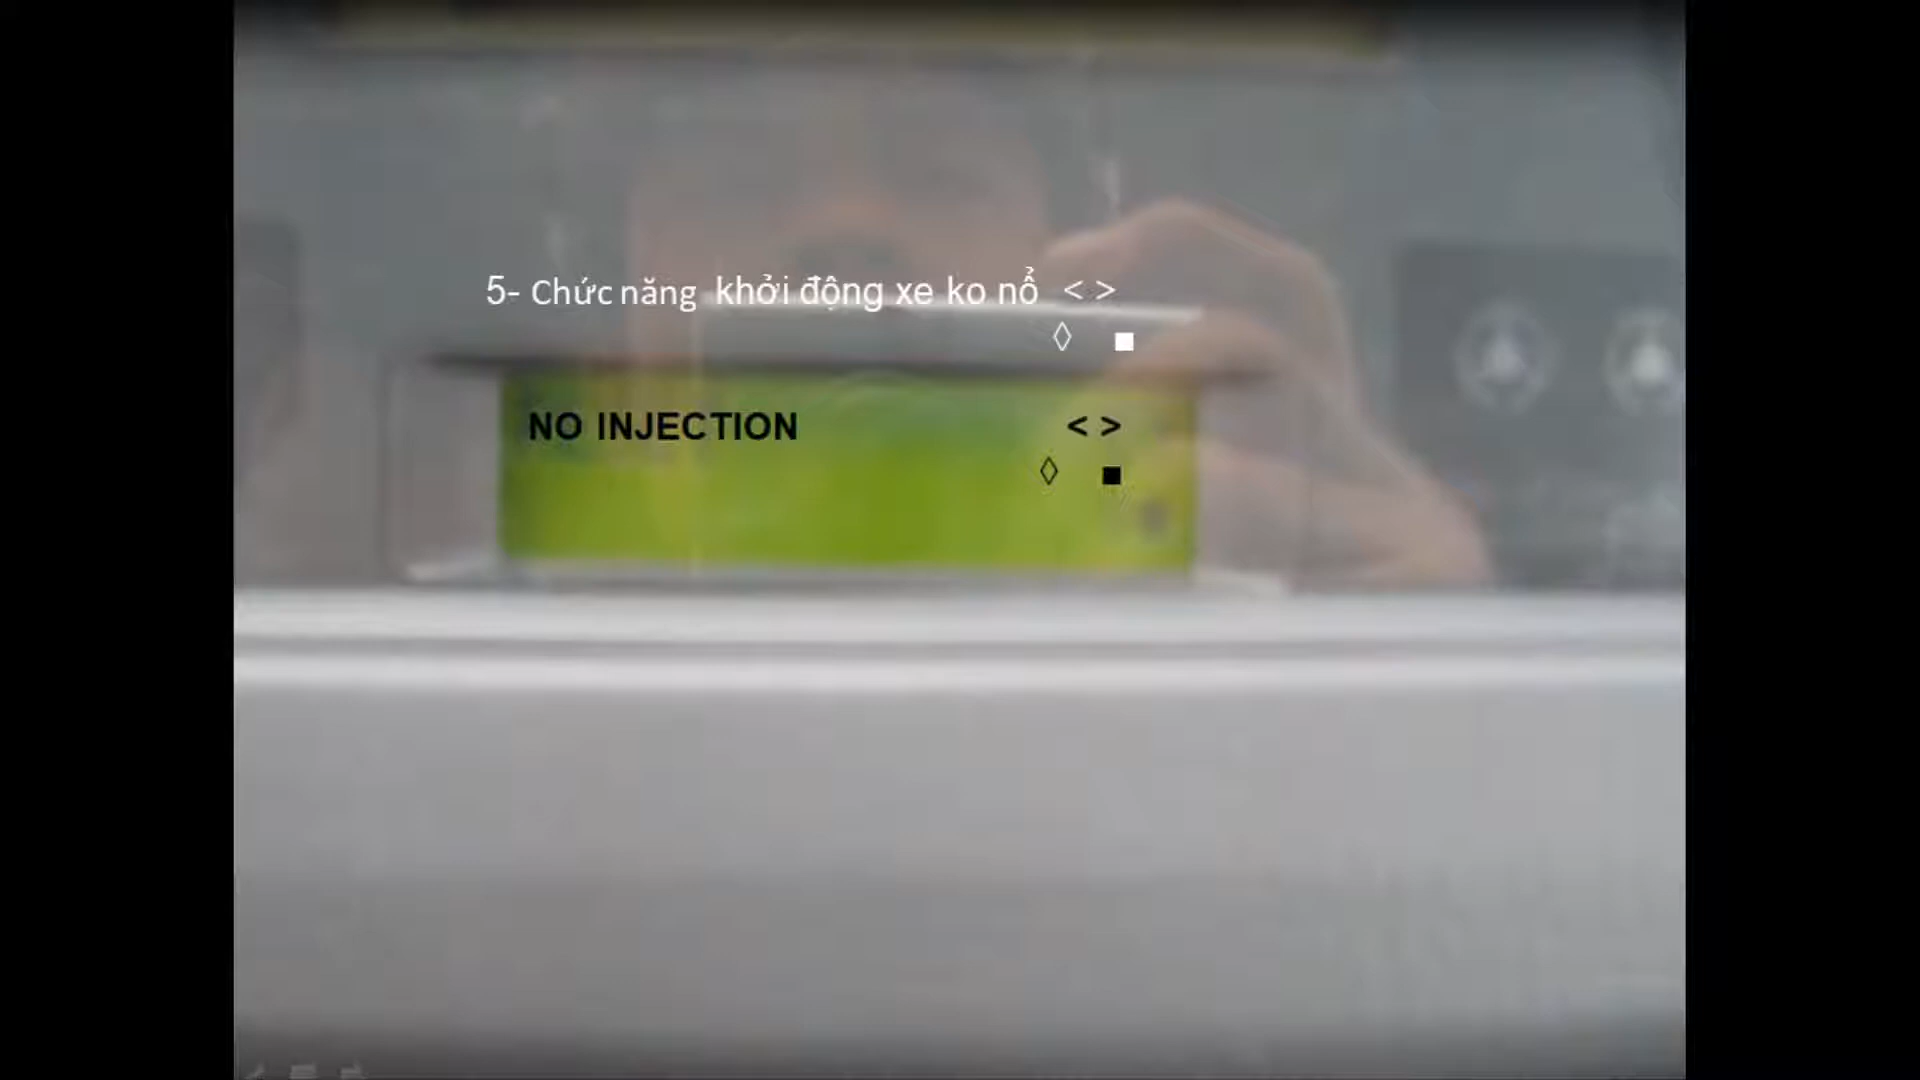 5- Chức năng khởi động xe ko nổ < >
◊ ■
NO INJECTION < >
◊ ■